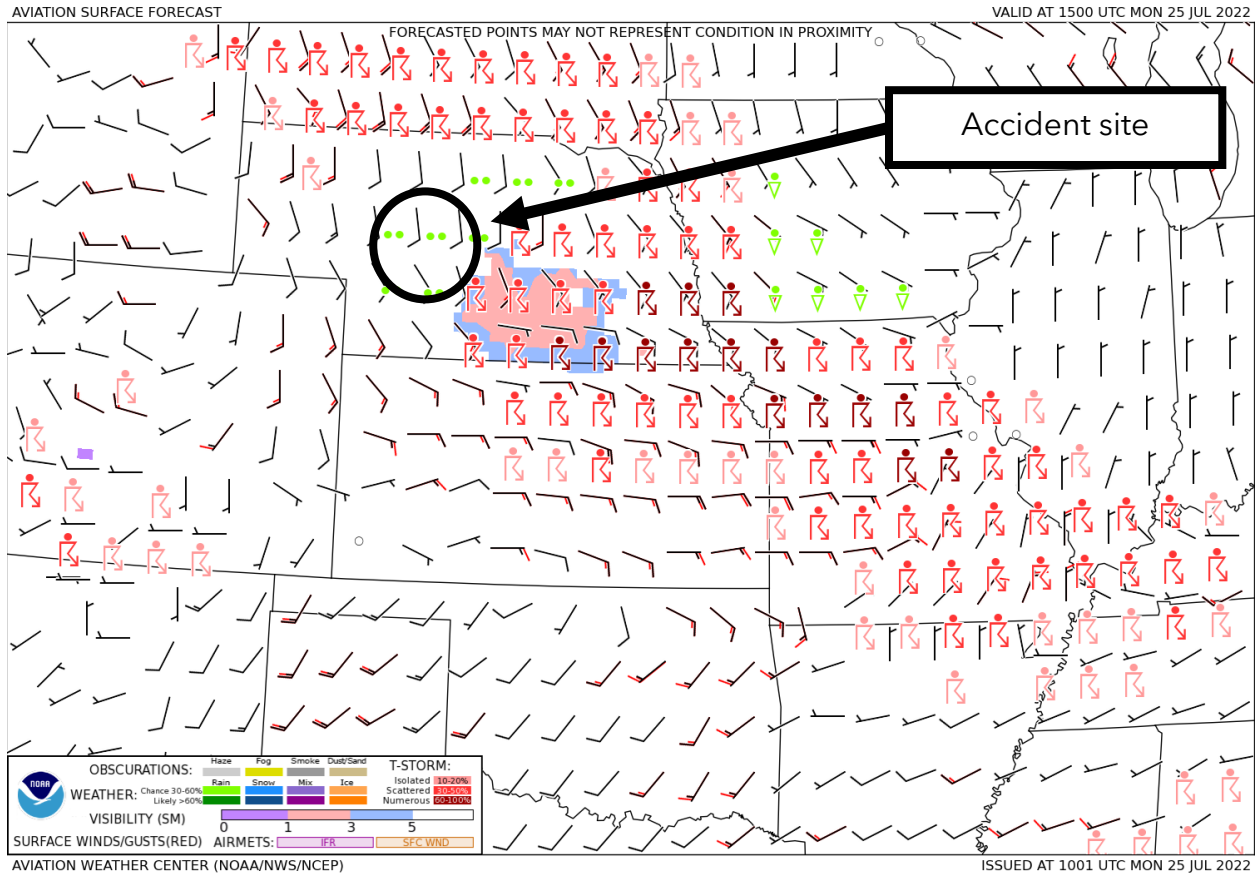 AVIATION SURFACE FORECAST
VALID AT 1500 UTC MON 25 JUL 2022
FORECASTED POINTS MAY NOT REPRESENT CONDITION IN PROXIMITY
Accident site
NOAA
OBSCURATIONS: Haze Fog Smoke Dust/Sand
WEATHER: Rain Snow Mix Ice
Chance 30-60%
Likely >60%
T-STORM:
Isolated 10-20%
Scattered 30-50%
Numerous 60-100%
VISIBILITY (SM)
0 1 3 5
SURFACE WINDS/GUSTS(RED) AIRMETS: IFR SFC WND
AVIATION WEATHER CENTER (NOAA/NWS/NCEP)
ISSUED AT 1001 UTC MON 25 JUL 2022